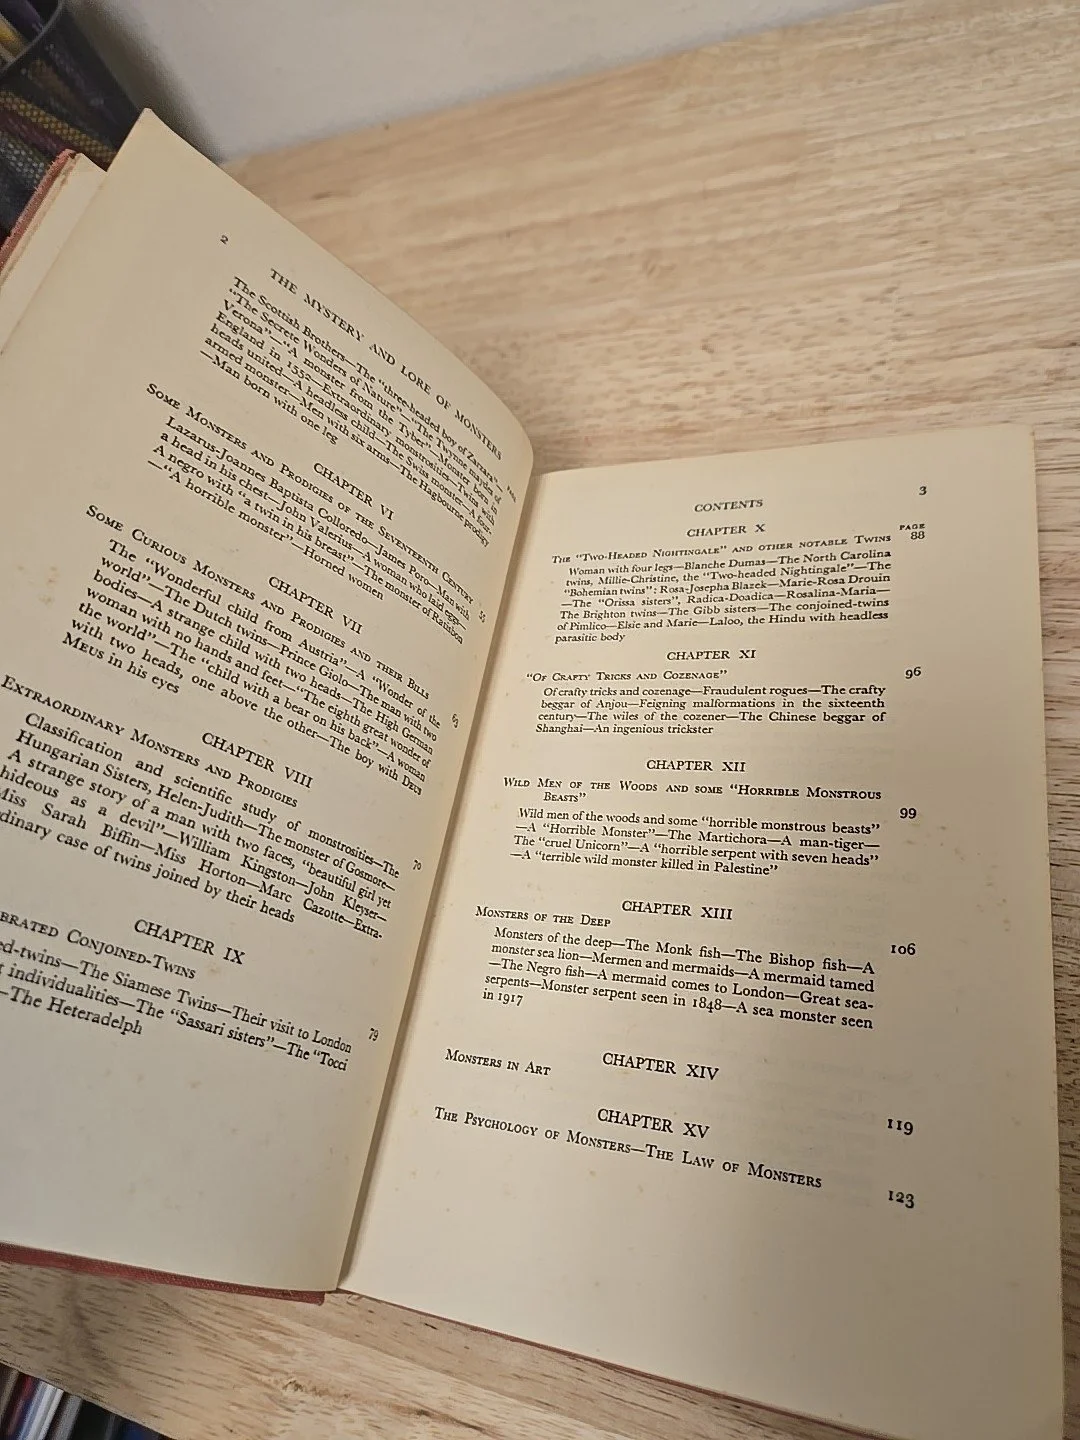 2
THE MYSTERY AND LORE OF MONSTERS
PAGE
The Scottish Brothers—The "three-headed boy of Zarzara"—
"The Secrete Wonders of Nature"—"The Twynne mayden of
Verona"—"A monster from the Tyber"—Monster born in
England in 1552—Extraordinary monstrosities—Twins with
heads united—A headless child—The Swiss monster—A four-
armed monster—Men with six arms—The Hagbourne prodigy
—Man born with one leg
CHAPTER VI
Some Monsters and Prodigies of the Seventeenth Century 55
Lazarus-Joannes Baptista Colloredo—James Poro—Man with
a head in his chest—John Valerius—A woman who laid eggs—
A negro with "a twin in his breast"—The monster of Ratisbon
—"A horrible monster"—Horned women
CHAPTER VII
Some Curious Monsters and Prodigies and their Bills 63
The "Wonderful child from Austria"—A "Wonder of the
world"—The Dutch twins—Prince Giolo—The man with two
bodies—A strange child with two heads—The High German
woman with no hands and feet—"The eighth great wonder of
the world"—The "child with a bear on his back"—A woman
with two heads, one above the other—The boy with Deus
Meus in his eyes
CHAPTER VIII
Extraordinary Monsters and Prodigies 70
Classification and scientific study of monstrosities—The
Hungarian Sisters, Helen-Judith—The monster of Gosmore—
A strange story of a man with two faces, "beautiful girl yet
hideous as a devil"—William Kingston—John Kleyser—
Miss Sarah Biffin—Miss Horton—Marc Cazotte—Extra-
dinary case of twins joined by their heads
CHAPTER IX
brated Conjoined-Twins 79
ed-twins—The Siamese Twins—Their visit to London
t individualities—The "Sassari sisters"—The "Tocci
—The Heteradelph
3
CONTENTS
CHAPTER X
PAGE
The "Two-Headed Nightingale" and other notable Twins 88
Woman with four legs—Blanche Dumas—The North Carolina
twins, Millie-Christine, the "Two-headed Nightingale"—The
"Bohemian twins": Rosa-Josepha Blazek—Marie-Rosa Drouin
—The "Orissa sisters", Radica-Doadica—Rosalina-Maria—
The Brighton twins—The Gibb sisters—The conjoined-twins
of Pimlico—Elsie and Marie—Laloo, the Hindu with headless
parasitic body
CHAPTER XI
"Of Crafty Tricks and Cozenage" 96
Of crafty tricks and cozenage—Fraudulent rogues—The crafty
beggar of Anjou—Feigning malformations in the sixteenth
century—The wiles of the cozener—The Chinese beggar of
Shanghai—An ingenious trickster
CHAPTER XII
Wild Men of the Woods and some "Horrible Monstrous
Beasts" 99
Wild men of the woods and some "horrible monstrous beasts"
—A "Horrible Monster"—The Martichora—A man-tiger—
The "cruel Unicorn"—A "horrible serpent with seven heads"
—A "terrible wild monster killed in Palestine"
CHAPTER XIII
Monsters of the Deep 106
Monsters of the deep—The Monk fish—The Bishop fish—A
monster sea lion—Mermen and mermaids—A mermaid tamed
—The Negro fish—A mermaid comes to London—Great sea-
serpents—Monster serpent seen in 1848—A sea monster seen
in 1917
CHAPTER XIV
Monsters in Art 119
CHAPTER XV
The Psychology of Monsters—The Law of Monsters 123